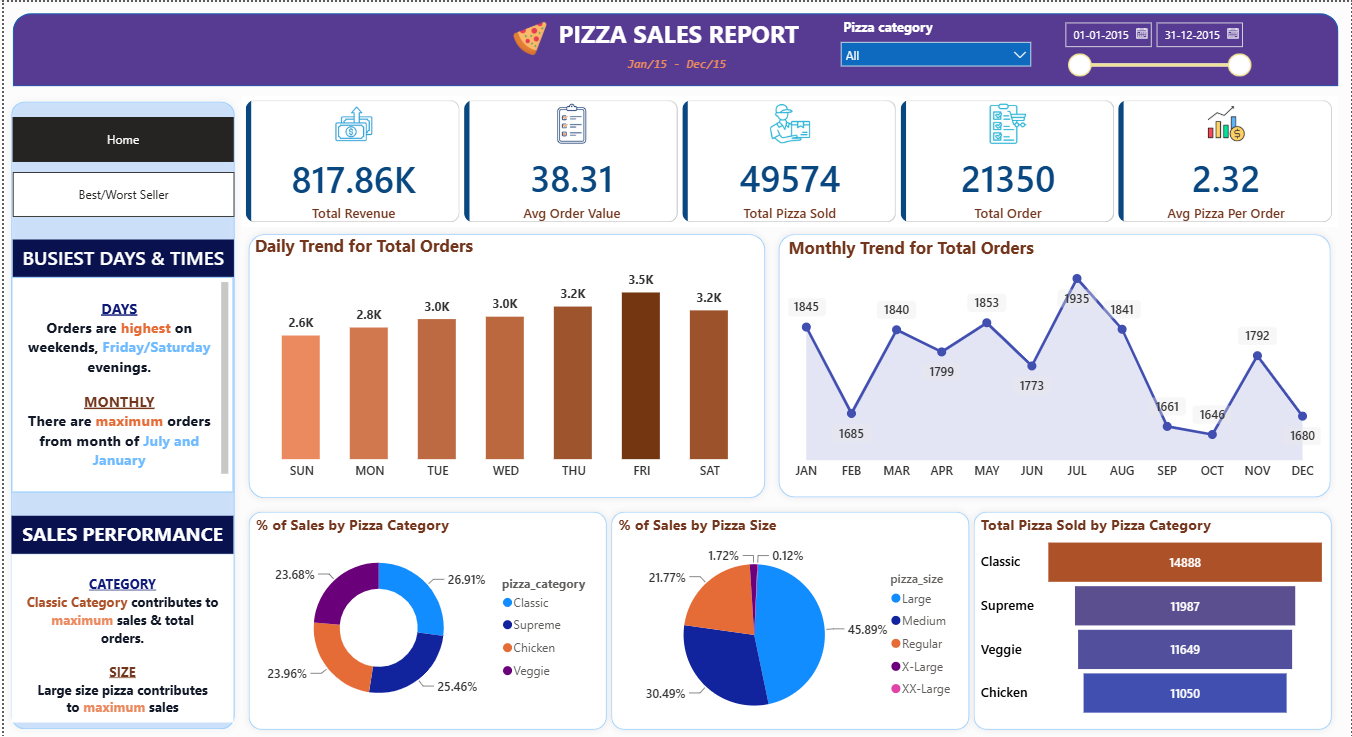 PIZZA SALES REPORT
Jan/15 - Dec/15
Pizza category
All
01-01-2015
31-12-2015
Home
Best/Worst Seller
BUSIEST DAYS & TIMES
DAYS
Orders are highest on
weekends, Friday/Saturday
evenings.
MONTHLY
There are maximum orders
from month of July and
January
SALES PERFORMANCE
CATEGORY
Classic Category contributes to
maximum sales & total
orders.
SIZE
Large size pizza contributes
to maximum sales
817.86K
Total Revenue
38.31
Avg Order Value
49574
Total Pizza Sold
21350
Total Order
2.32
Avg Pizza Per Order
Daily Trend for Total Orders
2.6K
2.8K
3.0K
3.0K
3.2K
3.5K
3.2K
SUN MON TUE WED THU FRI SAT
Monthly Trend for Total Orders
1845
1685
1840
1799
1853
1773
1935
1841
1661
1646
1792
1680
JAN FEB MAR APR MAY JUN JUL AUG SEP OCT NOV DEC
% of Sales by Pizza Category
23.68%
26.91%
23.96%
25.46%
pizza_category
Classic
Supreme
Chicken
Veggie
% of Sales by Pizza Size
1.72%
0.12%
21.77%
45.89%
30.49%
pizza_size
Large
Medium
Regular
X-Large
XX-Large
Total Pizza Sold by Pizza Category
Classic 14888
Supreme 11987
Veggie 11649
Chicken 11050